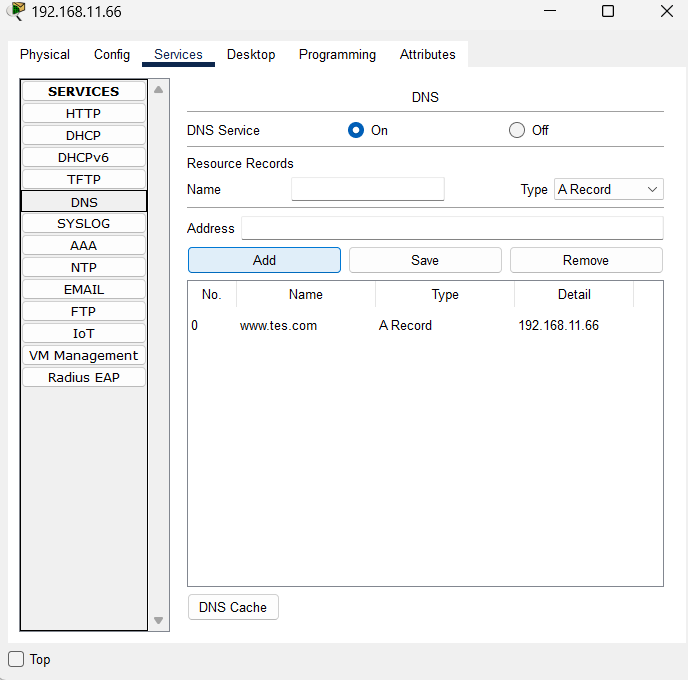 192.168.11.66
Physical Config Services Desktop Programming Attributes
SERVICES
HTTP
DHCP
DHCPv6
TFTP
DNS
SYSLOG
AAA
NTP
EMAIL
FTP
IoT
VM Management
Radius EAP
DNS
DNS Service On Off
Resource Records
Name Type A Record
Address
Add Save Remove
No. Name Type Detail
0 www.tes.com A Record 192.168.11.66
DNS Cache
Top